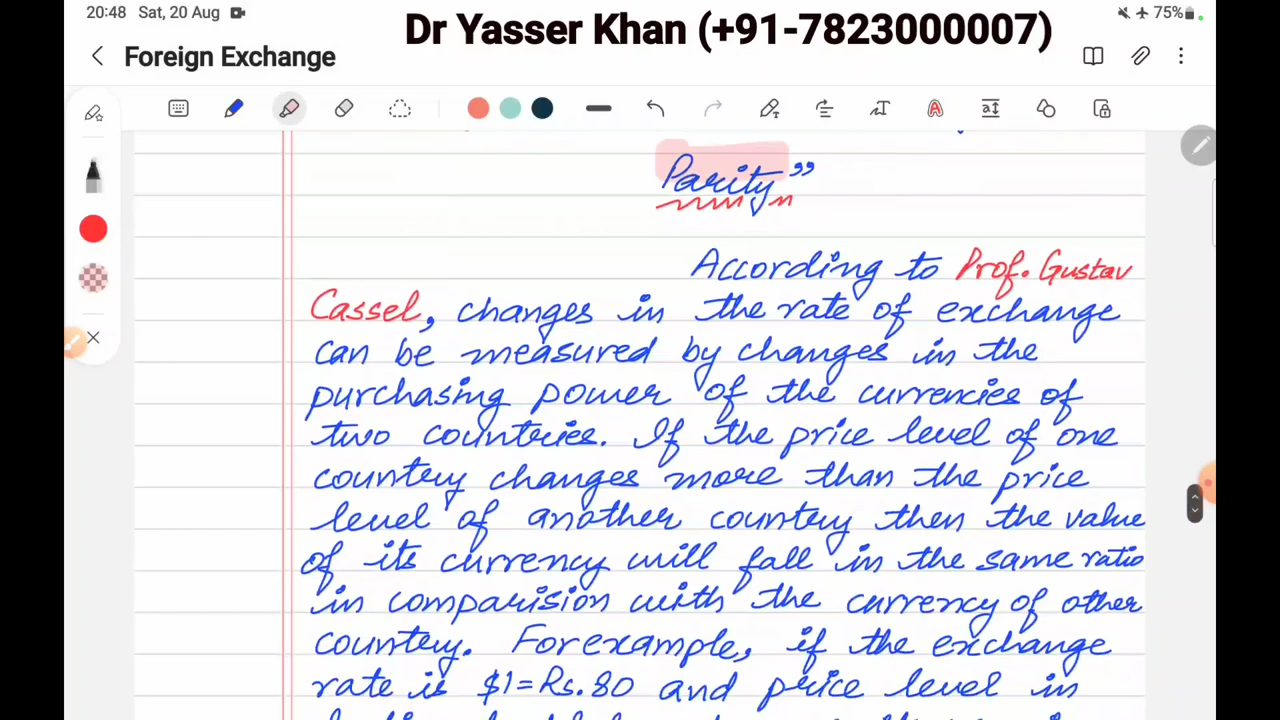 20:48 Sat, 20 Aug
75%
Dr Yasser Khan (+91-7823000007)
Foreign Exchange
Parity”
According to Prof. Gustav
Cassel, changes in the rate of exchange
can be measured by changes in the
purchasing power of the currencies of
two countries. If the price level of one
country changes more than the price
level of another country then the value
of its currency will fall in the same ratio
in comparision with the currency of other
country. For example, if the exchange
rate is $1 = Rs. 80 and price level in